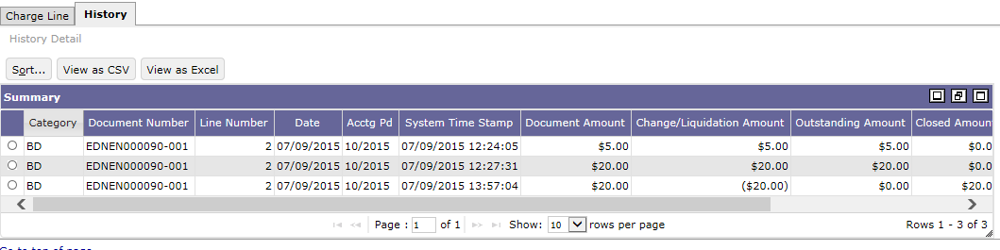 Charge Line History
History Detail
Sort... View as CSV View as Excel
Summary
Category Document Number Line Number Date Acctg Pd System Time Stamp Document Amount Change/Liquidation Amount Outstanding Amount Closed Amoun
BD EDNEN000090-001 2 07/09/2015 10/2015 07/09/2015 12:24:05 $5.00 $5.00 $5.00 $0.0
BD EDNEN000090-001 2 07/09/2015 10/2015 07/09/2015 12:27:31 $20.00 $20.00 $20.00 $0.0
BD EDNEN000090-001 2 07/09/2015 10/2015 07/09/2015 13:57:04 $20.00 ($20.00) $0.00 $20.0
Page : 1 of 1 Show: 10 rows per page Rows 1 - 3 of 3
Go to top of page